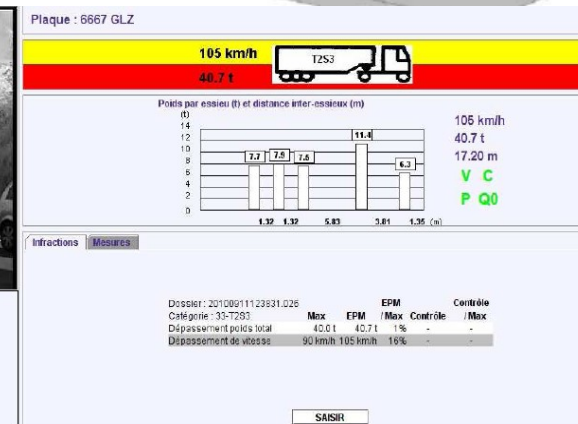 Plaque : 6667 GLZ
105 km/h
T2S3
40.7 t
Poids par essieu (t) et distance inter-essieux (m)
(t)
14
12
10
8
6
4
2
0
7.7 7.9 7.5 11.4 6.3
1.32 1.32 5.83 3.81 1.35 (m)
105 km/h
40.7 t
17.20 m
V C
P Q0
Infractions Mesures
Dossier : 20100911123831.026 EPM Contrôle
Catégorie : 33-T2S3 Max EPM / Max Contrôle / Max
Dépassement poids total 40.0 t 40.7 t 1% - -
Dépassement de vitesse 90 km/h 105 km/h 16% - -
SAISIR